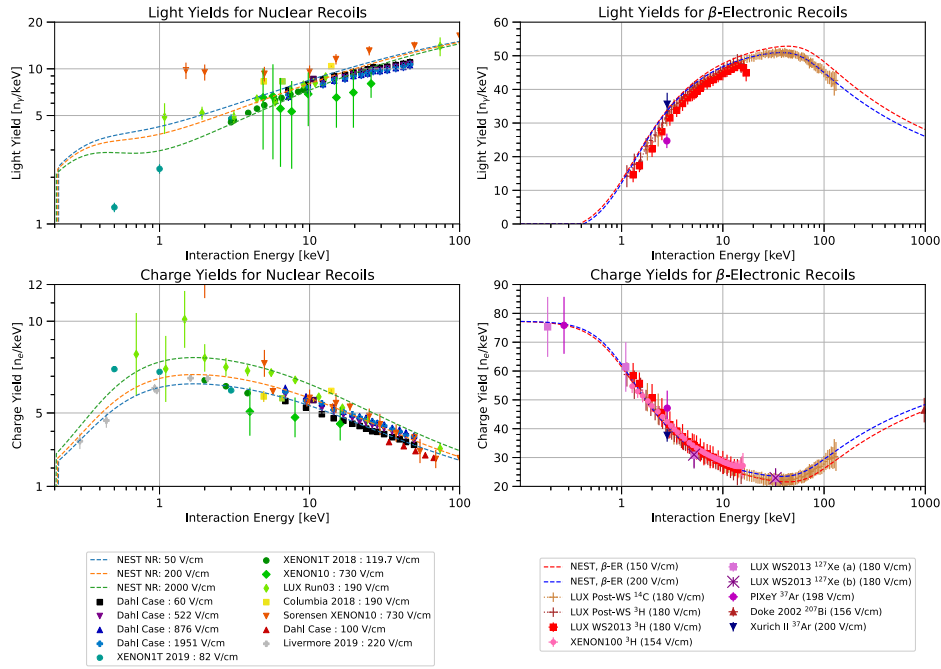 Light Yields for Nuclear Recoils
Light Yield [nγ/keV]
20
10
5
1
1
10
100
Interaction Energy [keV]
Light Yields for β-Electronic Recoils
Light Yield [nγ/keV]
60
50
40
30
20
10
0
1
10
100
1000
Interaction Energy [keV]
Charge Yields for Nuclear Recoils
Charge Yield [ne/keV]
12
10
5
1
1
10
100
Interaction Energy [keV]
Charge Yields for β-Electronic Recoils
Charge Yield [ne/keV]
90
80
70
60
50
40
30
20
10
1
10
100
1000
Interaction Energy [keV]
NEST NR: 50 V/cm
NEST NR: 200 V/cm
NEST NR: 2000 V/cm
Dahl Case : 60 V/cm
Dahl Case : 522 V/cm
Dahl Case : 876 V/cm
Dahl Case : 1951 V/cm
XENON1T 2019 : 82 V/cm
XENON1T 2018 : 119.7 V/cm
XENON10 : 730 V/cm
LUX Run03 : 190 V/cm
Columbia 2018 : 190 V/cm
Sorensen XENON10 : 730 V/cm
Dahl Case : 100 V/cm
Livermore 2019 : 220 V/cm
NEST, β-ER (150 V/cm)
NEST, β-ER (200 V/cm)
LUX Post-WS ¹⁴C (180 V/cm)
LUX Post-WS ³H (180 V/cm)
LUX WS2013 ³H (180 V/cm)
XENON100 ³H (154 V/cm)
LUX WS2013 ¹²⁷Xe (a) (180 V/cm)
LUX WS2013 ¹²⁷Xe (b) (180 V/cm)
PIXeY ³⁷Ar (198 V/cm)
Doke 2002 ²⁰⁷Bi (156 V/cm)
Xurich II ³⁷Ar (200 V/cm)